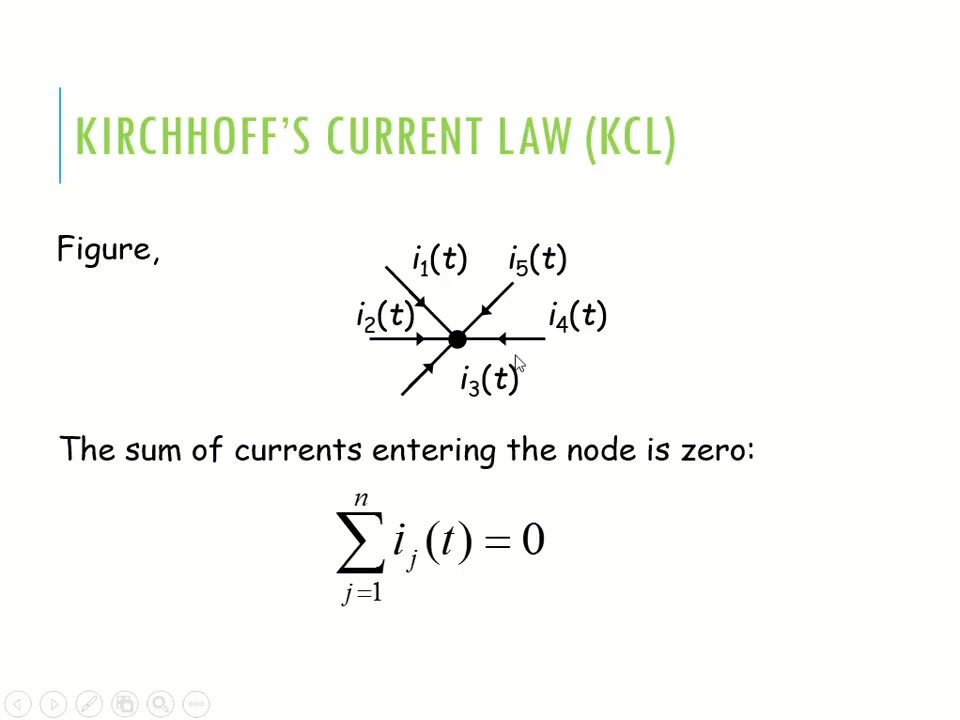 KIRCHHOFF'S CURRENT LAW (KCL)
Figure,
i₁(t) i₅(t)
i₂(t) i₄(t)
i₃(t)
The sum of currents entering the node is zero:
n
∑ i_j (t) = 0
j=1